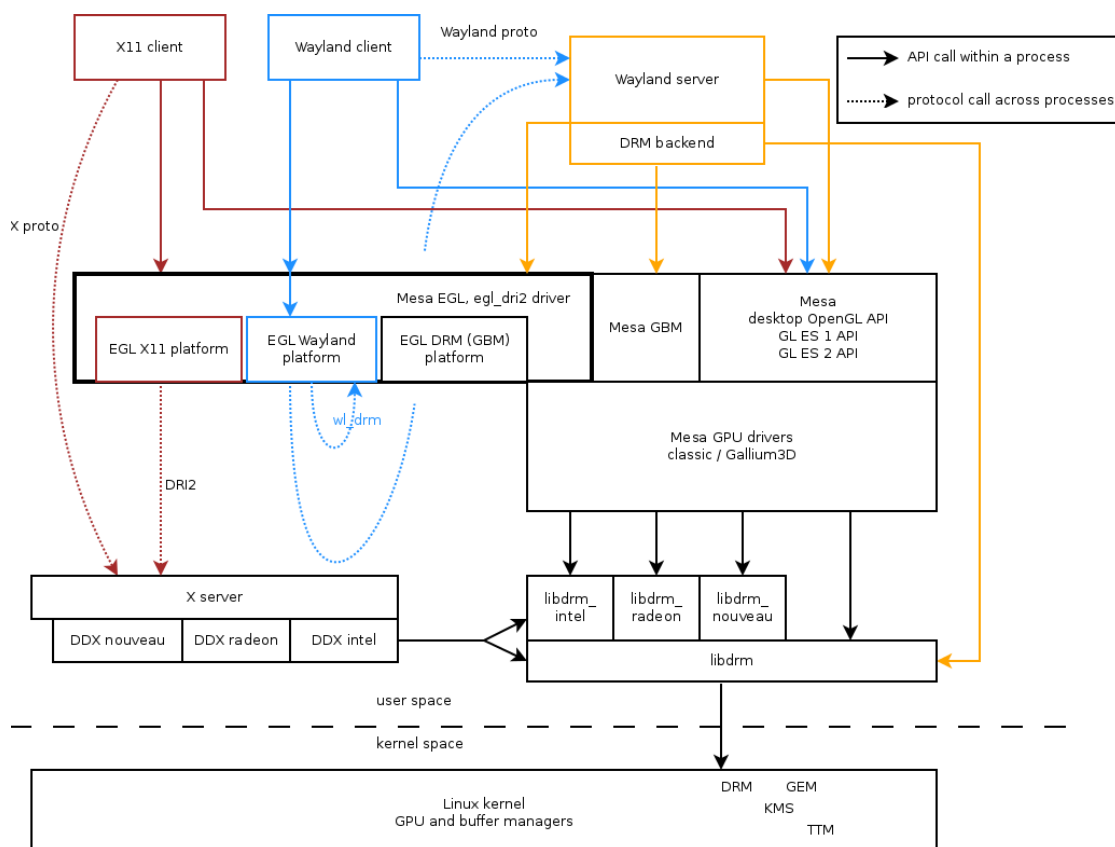 X11 client
Wayland client
Wayland proto
Wayland server
DRM backend
API call within a process
protocol call across processes
X proto
Mesa EGL, egl_dri2 driver
EGL X11 platform
EGL Wayland
platform
EGL DRM (GBM)
platform
Mesa GBM
Mesa
desktop OpenGL API
GL ES 1 API
GL ES 2 API
wl_drm
Mesa GPU drivers
classic / Gallium3D
DRI2
X server
DDX nouveau
DDX radeon
DDX intel
libdrm_
intel
libdrm_
radeon
libdrm_
nouveau
libdrm
user space
kernel space
Linux kernel
GPU and buffer managers
DRM
GEM
KMS
TTM